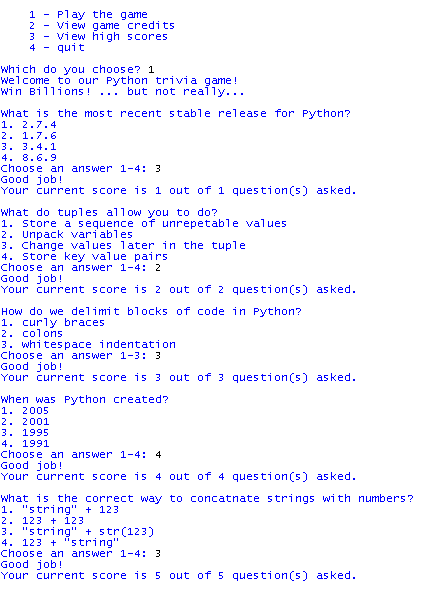 1 - Play the game
2 - View game credits
3 - View high scores
4 - quit
Which do you choose? 1
Welcome to our Python trivia game!
Win Billions! ... but not really...
What is the most recent stable release for Python?
1. 2.7.4
2. 1.7.6
3. 3.4.1
4. 8.6.9
Choose an answer 1-4: 3
Good job!
Your current score is 1 out of 1 question(s) asked.
What do tuples allow you to do?
1. Store a sequence of unrepetable values
2. Unpack variables
3. Change values later in the tuple
4. Store key value pairs
Choose an answer 1-4: 2
Good job!
Your current score is 2 out of 2 question(s) asked.
How do we delimit blocks of code in Python?
1. curly braces
2. colons
3. whitespace indentation
Choose an answer 1-3: 3
Good job!
Your current score is 3 out of 3 question(s) asked.
When was Python created?
1. 2005
2. 2001
3. 1995
4. 1991
Choose an answer 1-4: 4
Good job!
Your current score is 4 out of 4 question(s) asked.
What is the correct way to concatnate strings with numbers?
1. "string" + 123
2. 123 + 123
3. "string" + str(123)
4. 123 + "string"
Choose an answer 1-4: 3
Good job!
Your current score is 5 out of 5 question(s) asked.